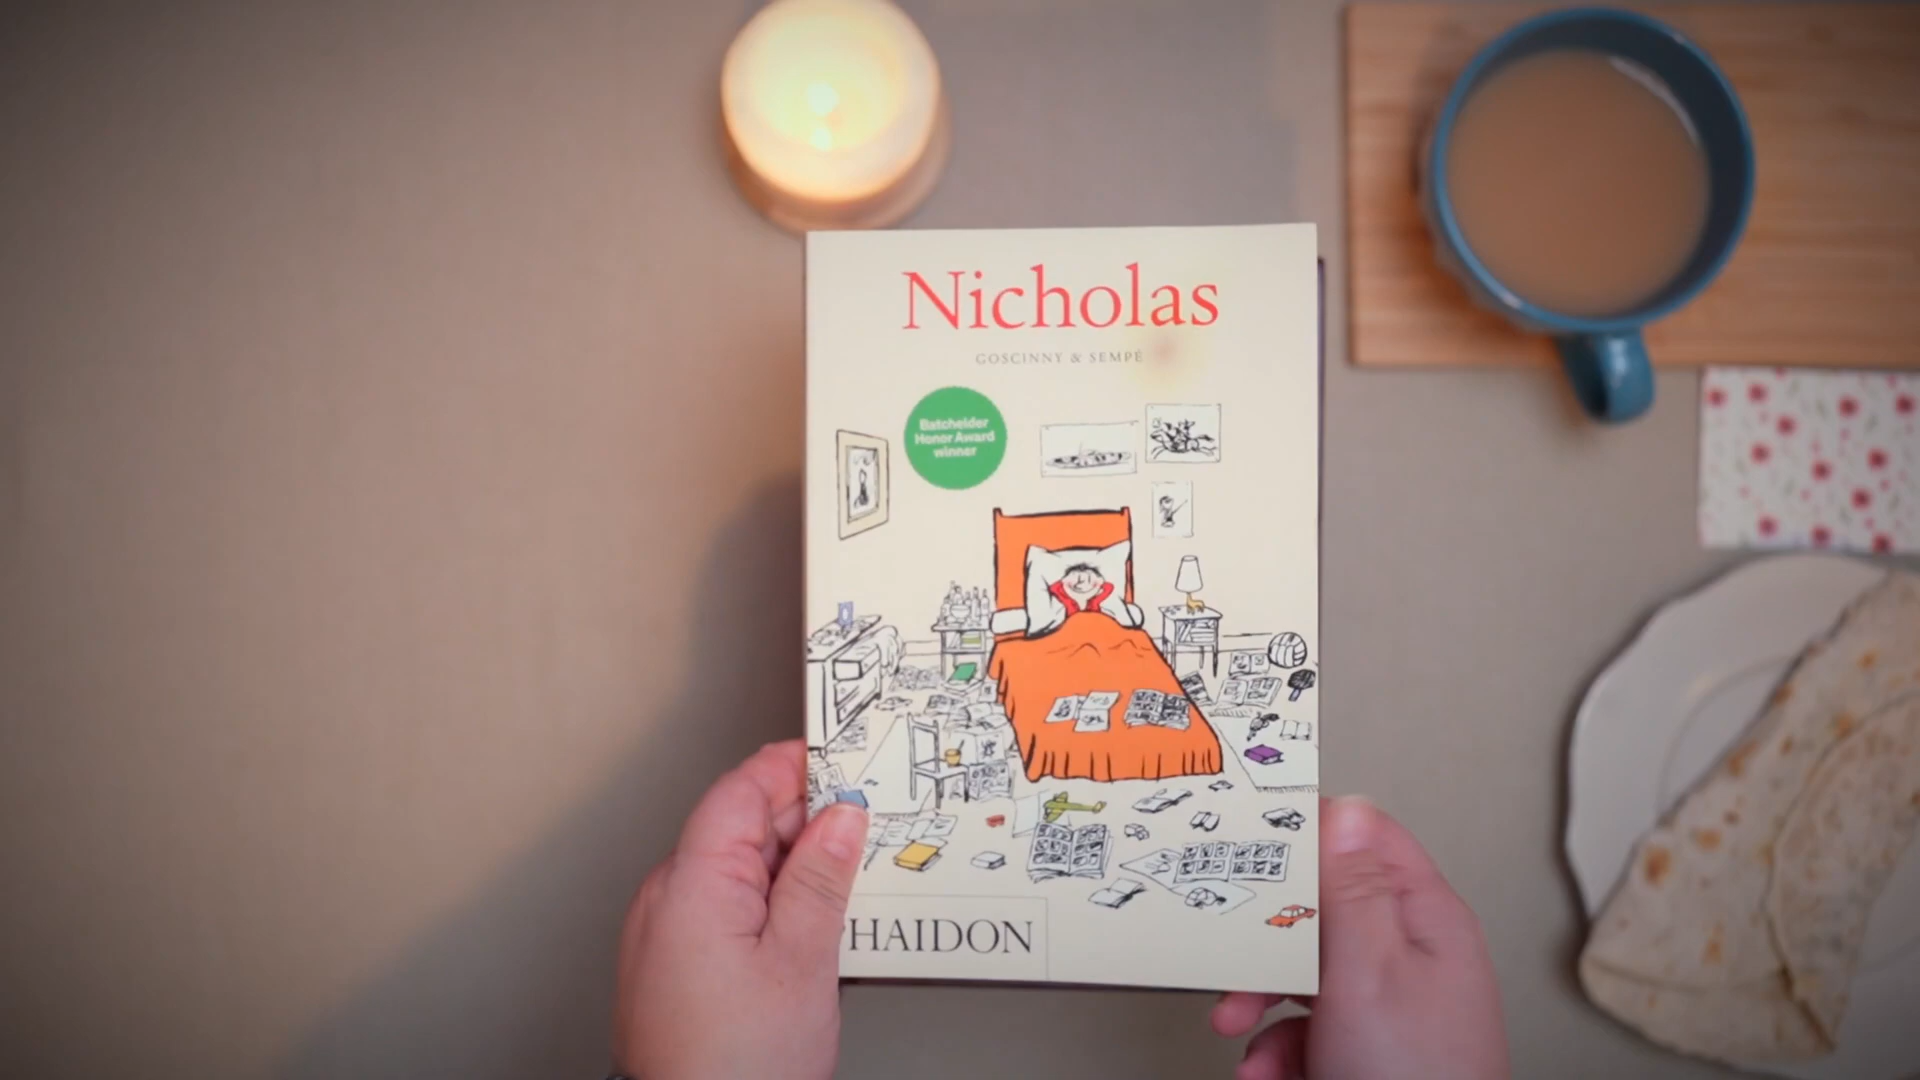 Nicholas
GOSCINNY & SEMPÉ
Batchelder
Honor Award
winner
PHAIDON